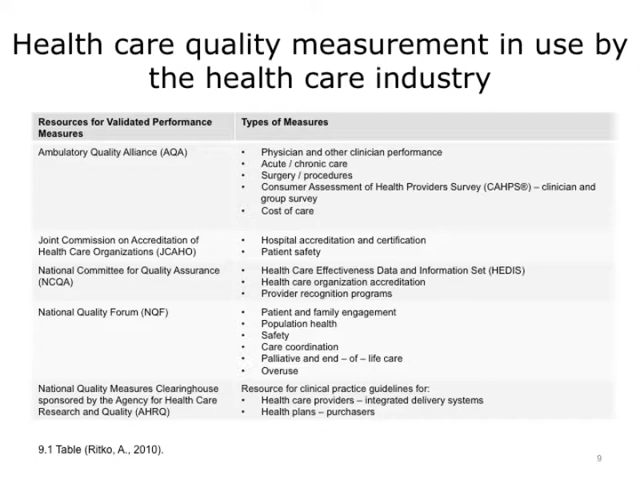 Health care quality measurement in use by
the health care industry
Resources for Validated Performance
Measures
Types of Measures
Ambulatory Quality Alliance (AQA)
• Physician and other clinician performance
• Acute / chronic care
• Surgery / procedures
• Consumer Assessment of Health Providers Survey (CAHPS®) – clinician and
group survey
• Cost of care
Joint Commission on Accreditation of
Health Care Organizations (JCAHO)
• Hospital accreditation and certification
• Patient safety
National Committee for Quality Assurance
(NCQA)
• Health Care Effectiveness Data and Information Set (HEDIS)
• Health care organization accreditation
• Provider recognition programs
National Quality Forum (NQF)
• Patient and family engagement
• Population health
• Safety
• Care coordination
• Palliative and end – of – life care
• Overuse
National Quality Measures Clearinghouse
sponsored by the Agency for Health Care
Research and Quality (AHRQ)
Resource for clinical practice guidelines for:
• Health care providers – integrated delivery systems
• Health plans – purchasers
9.1 Table (Ritko, A., 2010).
9